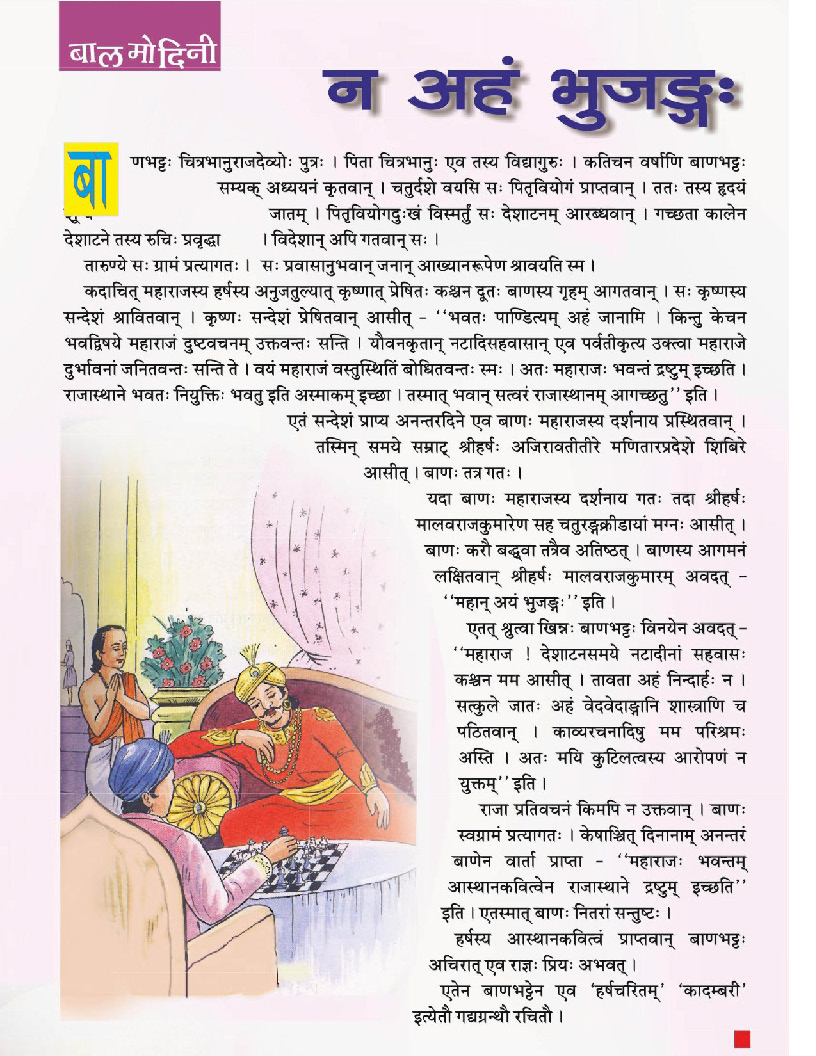 बालमोदिनी
न अहं भुजङ्गः
बाणभट्टः चित्रभानुराजदेव्योः पुत्रः । पिता चित्रभानुः एव तस्य विद्यागुरुः । कतिचन वर्षाणि बाणभट्टः
सम्यक् अध्ययनं कृतवान् । चतुर्दशे वयसि सः पितृवियोगं प्राप्तवान् । ततः तस्य हृदयं
जातम् । पितृवियोगदुःखं विस्मर्तुं सः देशाटनम् आरब्धवान् । गच्छता कालेन
देशाटने तस्य रुचिः प्रवृद्धा । विदेशान् अपि गतवान् सः ।
तारुण्ये सः ग्रामं प्रत्यागतः । सः प्रवासानुभवान् जनान् आख्यानरूपेण श्रावयति स्म ।
कदाचित् महाराजस्य हर्षस्य अनुजतुल्यात् कृष्णात् प्रेषितः कश्चन दूतः बाणस्य गृहम् आगतवान् । सः कृष्णस्य
सन्देशं श्रावितवान् । कृष्णः सन्देशं प्रेषितवान् आसीत् - ‘‘भवतः पाण्डित्यम् अहं जानामि । किन्तु केचन
भवद्विषये महाराजं दुष्टवचनम् उक्तवन्तः सन्ति । यौवनकृतान् नटादिसहवासान् एव पर्वतीकृत्य उक्त्वा महाराजे
दुर्भावनां जनितवन्तः सन्ति ते । वयं महाराजं वस्तुस्थितिं बोधितवन्तः स्मः । अतः महाराजः भवन्तं द्रष्टुम् इच्छति ।
राजास्थाने भवतः नियुक्तिः भवतु इति अस्माकम् इच्छा । तस्मात् भवान् सत्वरं राजास्थानम् आगच्छतु’’ इति ।
एतं सन्देशं प्राप्य अनन्तरदिने एव बाणः महाराजस्य दर्शनाय प्रस्थितवान् ।
तस्मिन् समये सम्राट् श्रीहर्षः अजिरावतीतीरे मणितारप्रदेशे शिबिरे
आसीत् । बाणः तत्र गतः ।
यदा बाणः महाराजस्य दर्शनाय गतः तदा श्रीहर्षः
मालवराजकुमारेण सह चतुरङ्गक्रीडायां मग्नः आसीत् ।
बाणः करौ बद्ध्वा तत्रैव अतिष्ठत् । बाणस्य आगमनं
लक्षितवान् श्रीहर्षः मालवराजकुमारम् अवदत् -
‘‘महान् अयं भुजङ्गः’’ इति ।
एतत् श्रुत्वा खिन्नः बाणभट्टः विनयेन अवदत्-
‘‘महाराज ! देशाटनसमये नटादीनां सहवासः
कश्चन मम आसीत् । तावता अहं निन्दार्हः न ।
सत्कुले जातः अहं वेदवेदाङ्गानि शास्त्राणि च
पठितवान् । काव्यरचनादिषु मम परिश्रमः
अस्ति । अतः मयि कुटिलत्वस्य आरोपणं न
युक्तम्’’ इति ।
राजा प्रतिवचनं किमपि न उक्तवान् । बाणः
स्वग्रामं प्रत्यागतः । केषाञ्चित् दिनानाम् अनन्तरं
बाणेन वार्ता प्राप्ता - ‘‘महाराजः भवन्तम्
आस्थानकवित्वेन राजास्थाने द्रष्टुम् इच्छति’’
इति । एतस्मात् बाणः नितरां सन्तुष्टः ।
हर्षस्य आस्थानकवित्वं प्राप्तवान् बाणभट्टः
अचिरात् एव राज्ञः प्रियः अभवत् ।
एतेन बाणभट्टेन एव ‘हर्षचरितम्’ ‘कादम्बरी’
इत्येतौ गद्यग्रन्थौ रचितौ ।